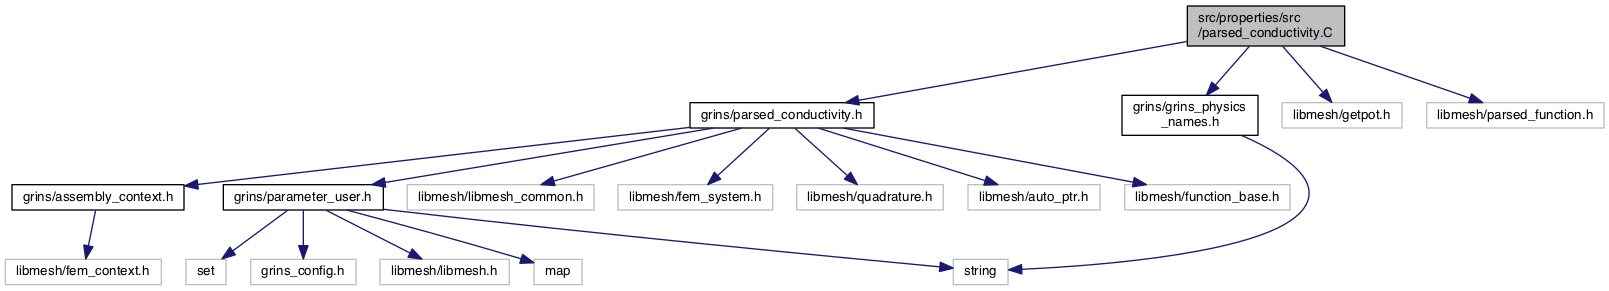 src/properties/src
/parsed_conductivity.C
grins/parsed_conductivity.h
grins/grins_physics
_names.h
libmesh/getpot.h
libmesh/parsed_function.h
grins/assembly_context.h
grins/parameter_user.h
libmesh/libmesh_common.h
libmesh/fem_system.h
libmesh/quadrature.h
libmesh/auto_ptr.h
libmesh/function_base.h
libmesh/fem_context.h
set
grins_config.h
libmesh/libmesh.h
map
string